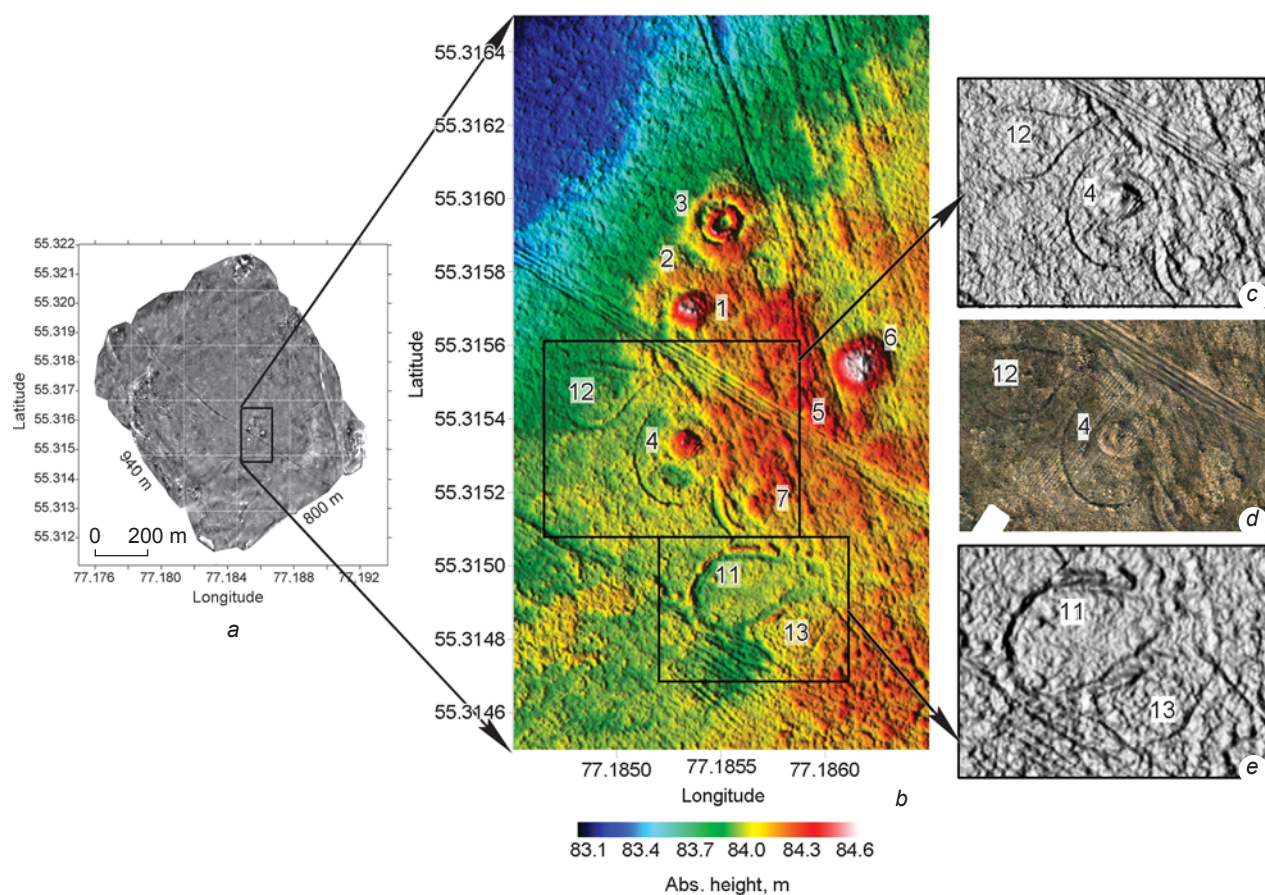 Latitude
55.322
55.321
55.320
55.319
55.318
55.317
55.316
55.315
55.314
55.313
55.312
940 m
800 m
0 200 m
77.176 77.180 77.184 77.188 77.192
Longitude
a
Latitude
55.3164
55.3162
55.3160
55.3158
55.3156
55.3154
55.3152
55.3150
55.3148
55.3146
3
2
1
6
12
5
4
7
11
13
77.1850 77.1855 77.1860
Longitude
b
83.1 83.4 83.7 84.0 84.3 84.6
Abs. height, m
12
4
c
12
4
d
11
13
e